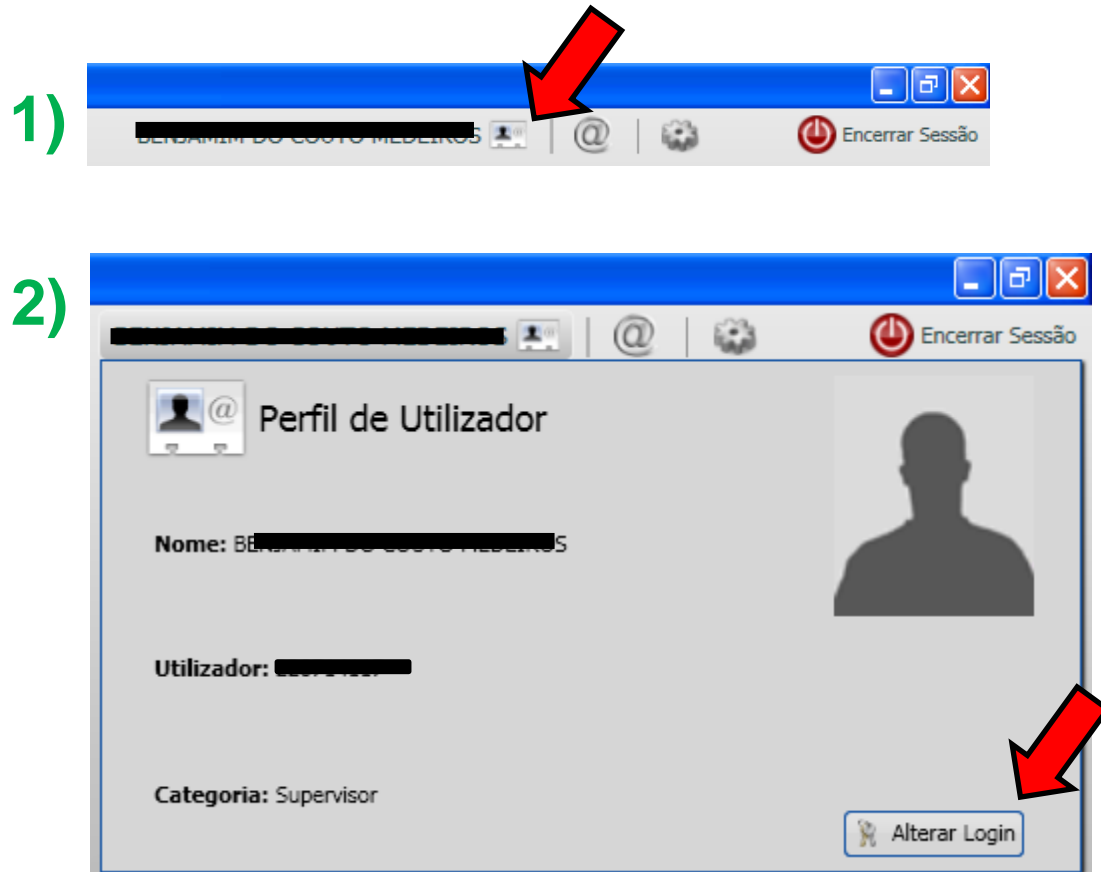 1)
Encerrar Sessão
2)
Encerrar Sessão
Perfil de Utilizador
Nome:
Utilizador:
Categoria: Supervisor
Alterar Login